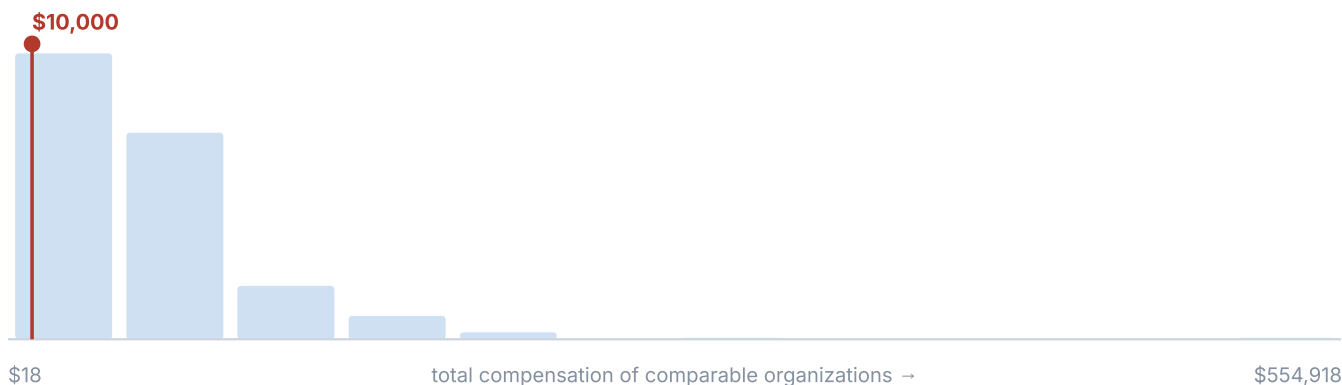 $10,000
$18 total compensation of comparable organizations → $554,918